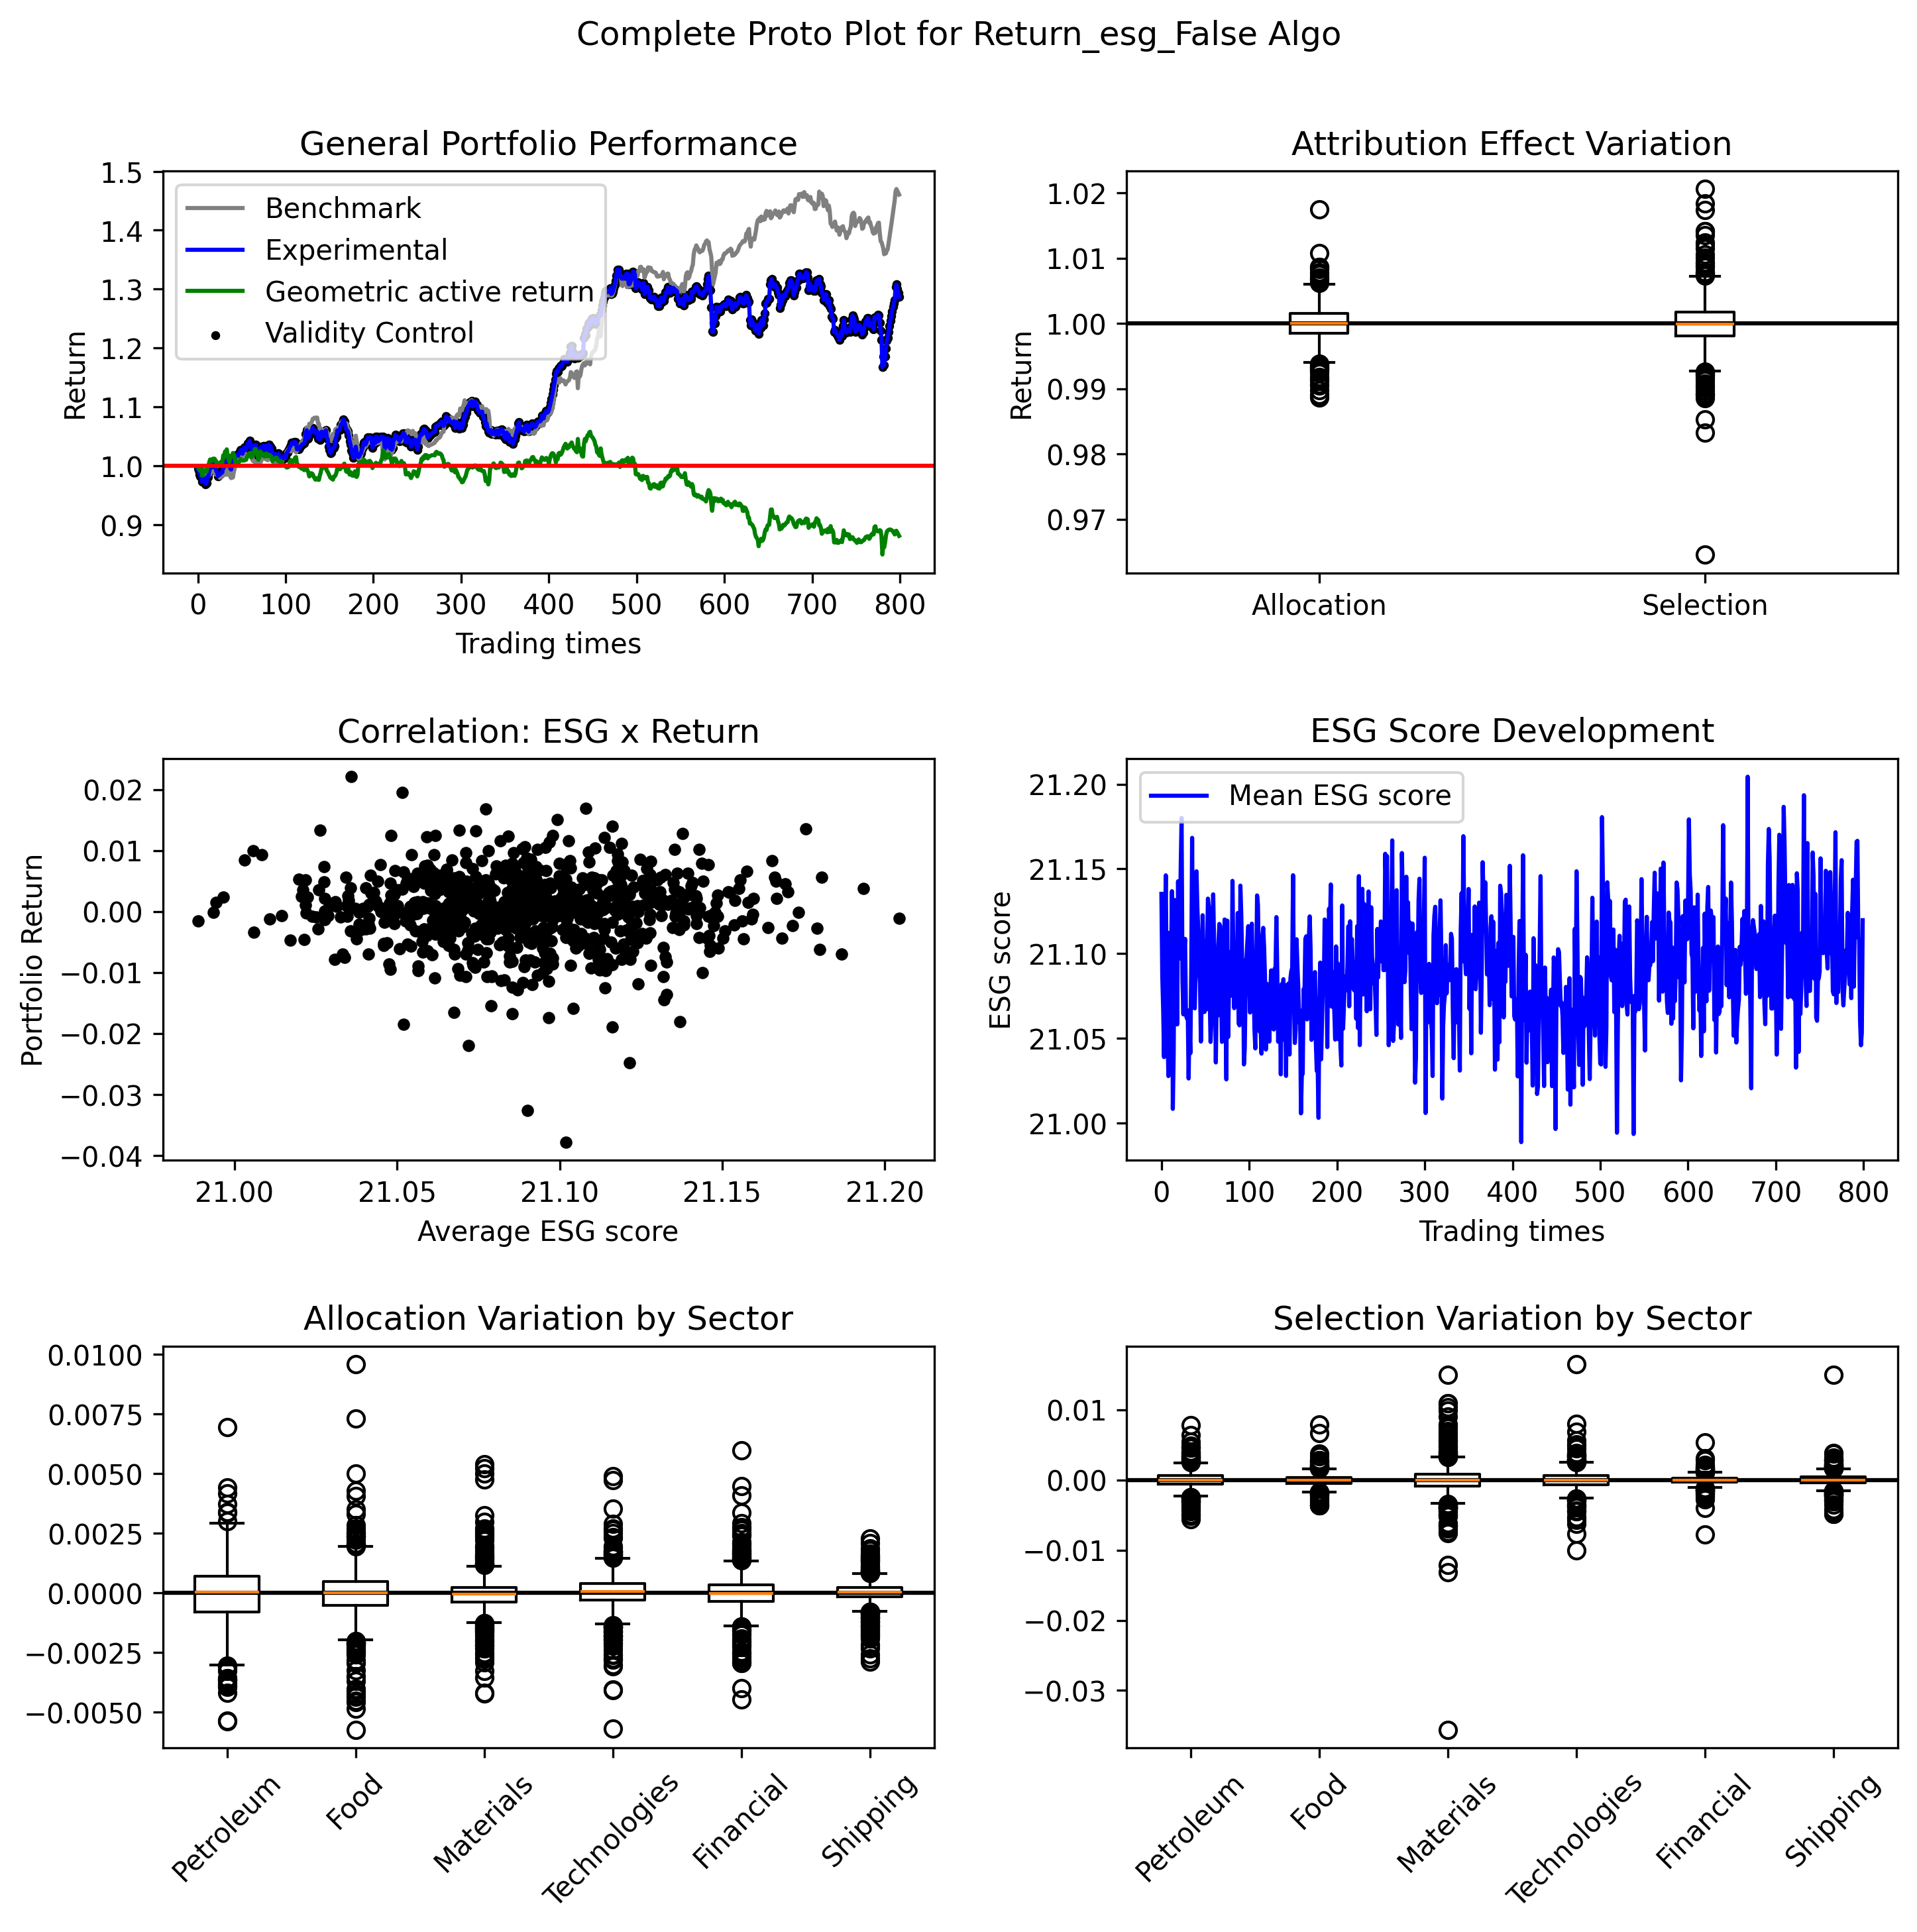 Complete Proto Plot for Return_esg_False Algo
General Portfolio Performance
1.5
1.4
1.3
1.2
1.1
1.0
0.9
Return
Benchmark
Experimental
Geometric active return
Validity Control
0 100 200 300 400 500 600 700 800
Trading times
Attribution Effect Variation
1.02
1.01
1.00
0.99
0.98
0.97
Return
Allocation Selection
Correlation: ESG x Return
0.02
0.01
0.00
−0.01
−0.02
−0.03
−0.04
Portfolio Return
21.00 21.05 21.10 21.15 21.20
Average ESG score
ESG Score Development
21.20
21.15
21.10
21.05
21.00
ESG score
Mean ESG score
0 100 200 300 400 500 600 700 800
Trading times
Allocation Variation by Sector
0.0100
0.0075
0.0050
0.0025
0.0000
−0.0025
−0.0050
Petroleum Food Materials Technologies Financial Shipping
Selection Variation by Sector
0.01
0.00
−0.01
−0.02
−0.03
Petroleum Food Materials Technologies Financial Shipping